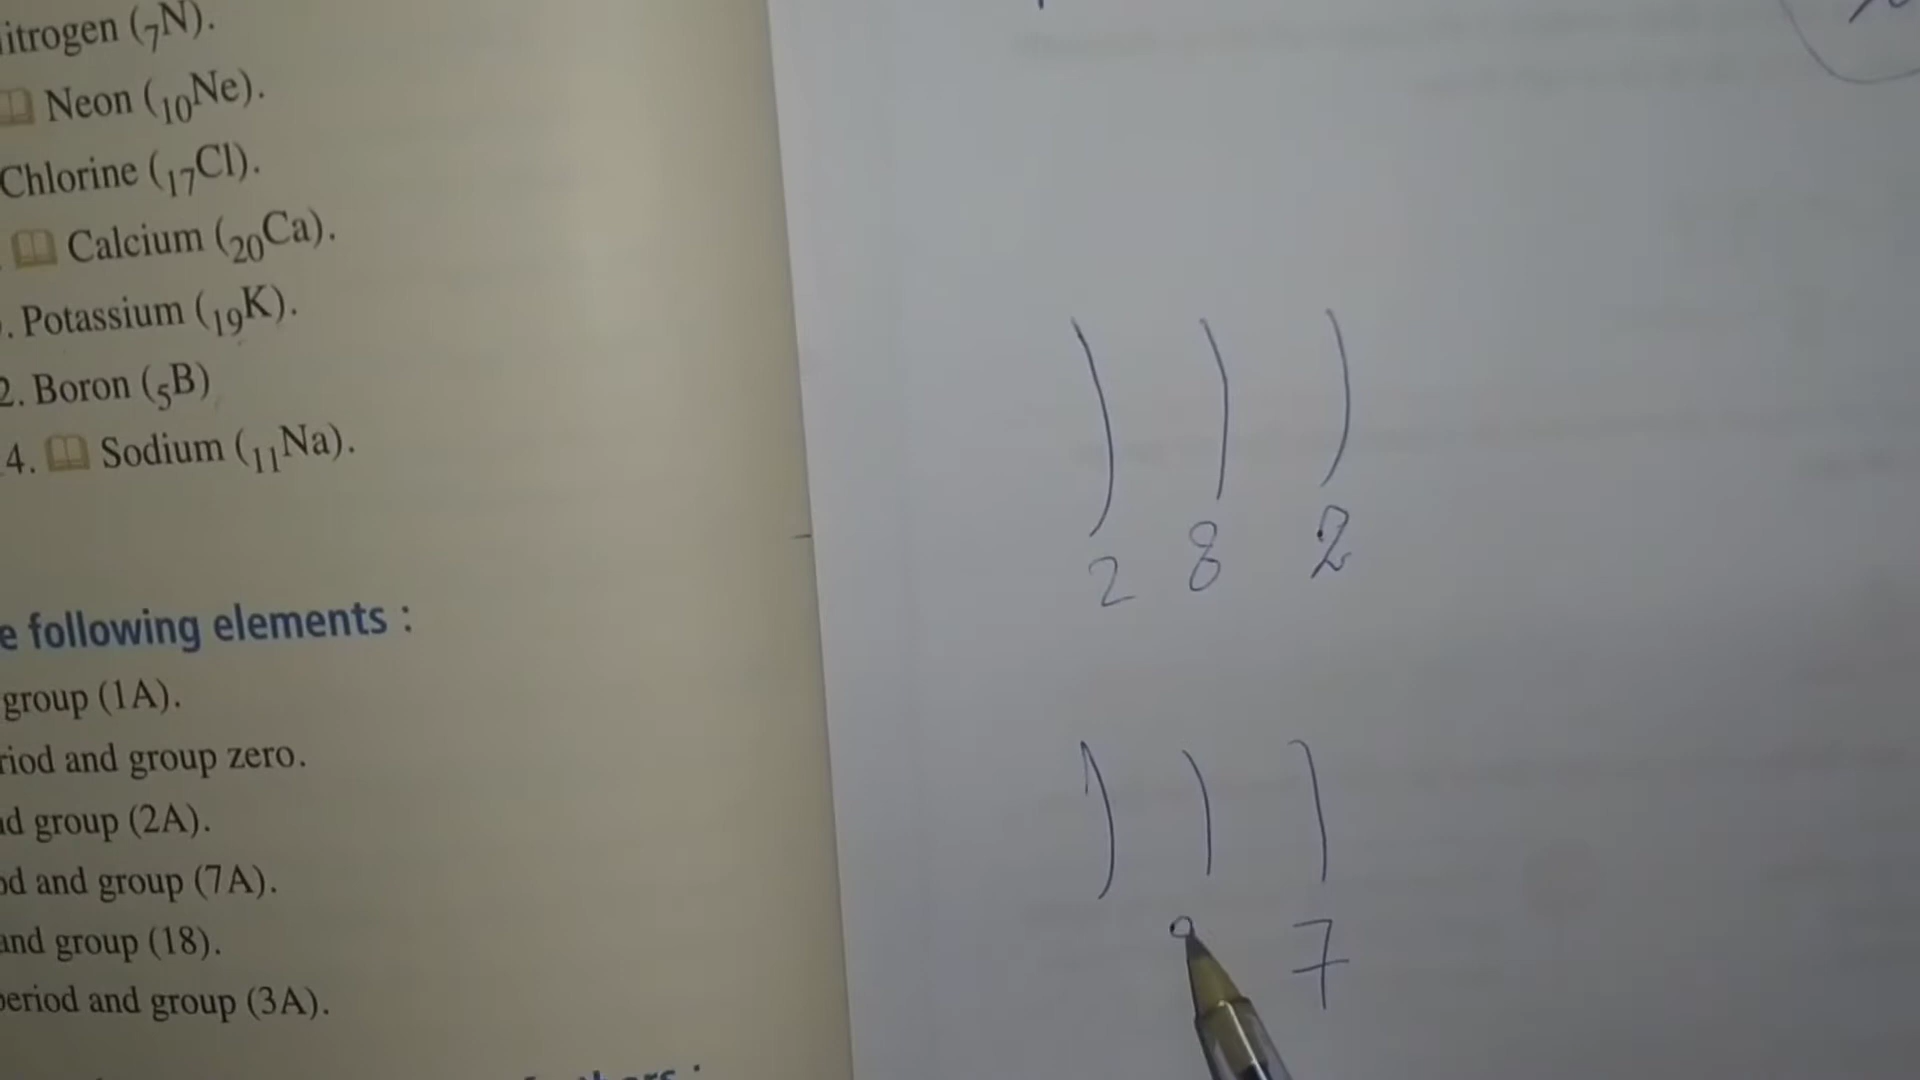 itrogen (₇N).
Neon (₁₀Ne).
Chlorine (₁₇Cl).
Calcium (₂₀Ca).
. Potassium (₁₉K).
2. Boron (₅B)
4. Sodium (₁₁Na).
e following elements :
group (1A).
riod and group zero.
d group (2A).
od and group (7A).
and group (18).
period and group (3A).
2 8 2
7